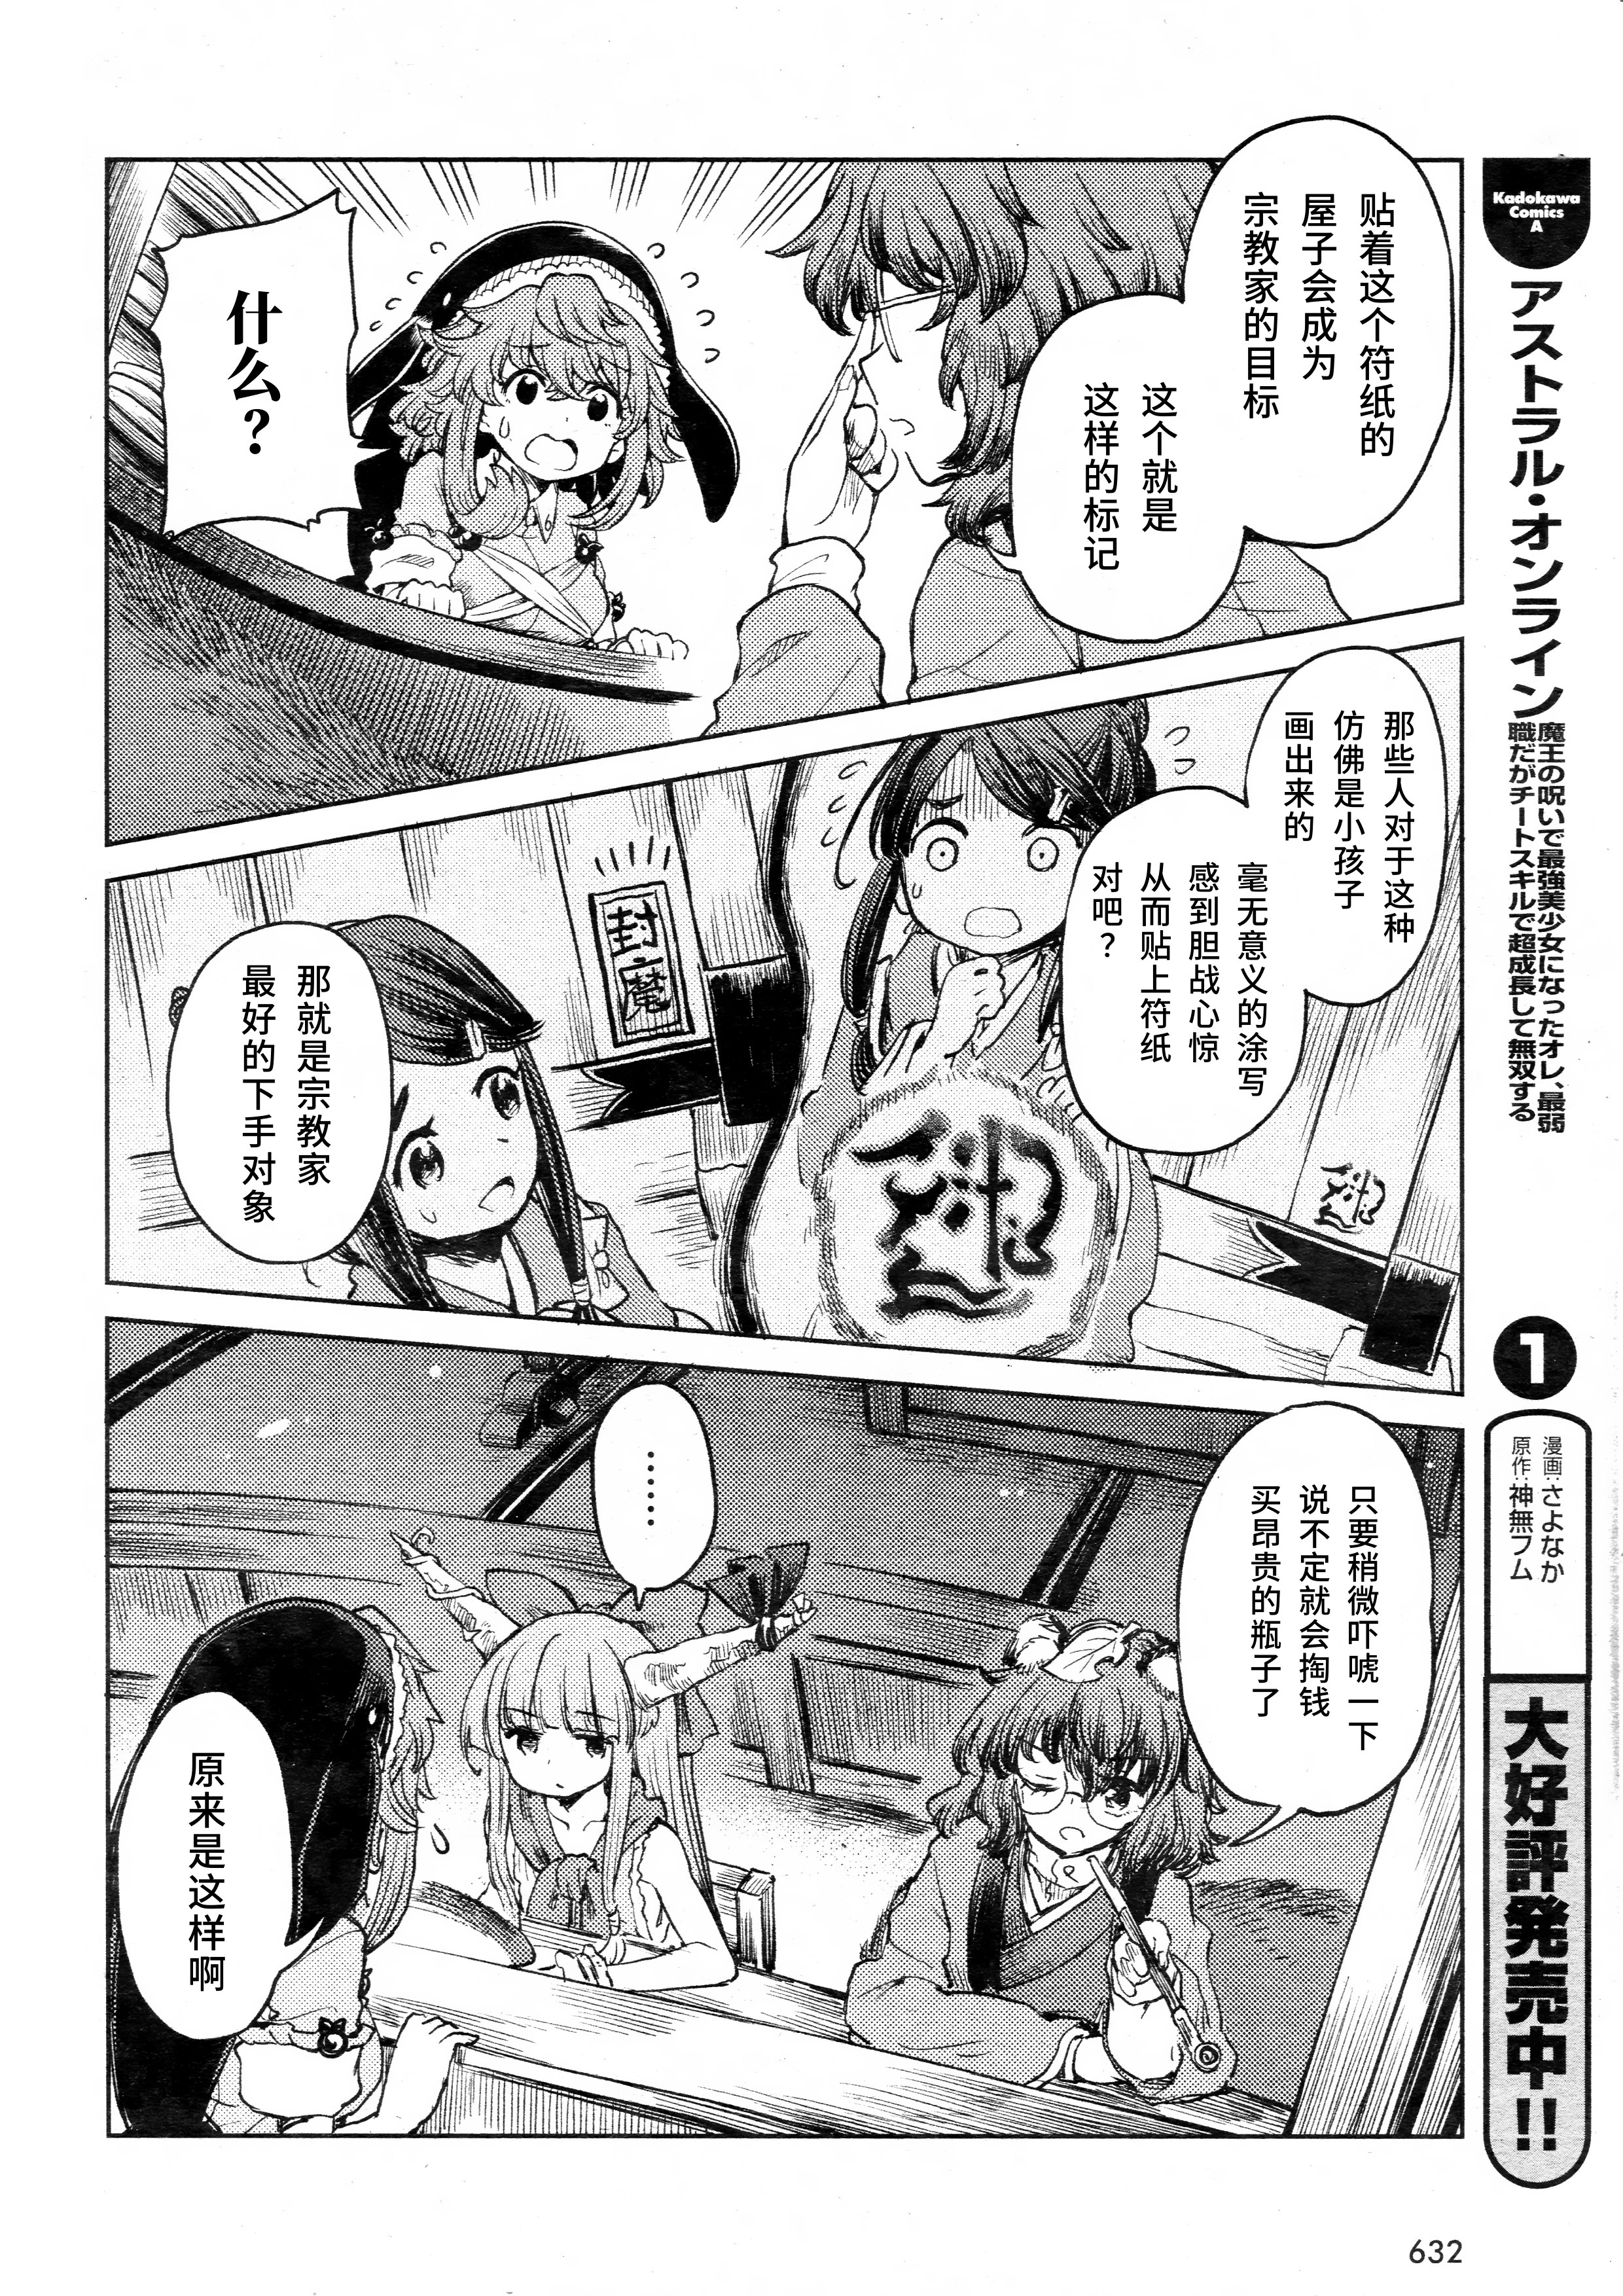 贴着这个符纸的
屋子会成为
宗教家的目标
这个就是
这样的标记
什么？
那些人对于这种
仿佛是小孩子
画出来的
毫无意义的涂写
感到胆战心惊
从而贴上符纸
对吧？
封魔
那就是宗教家
最好的下手对象
只要稍微吓唬一下
说不定就会掏钱
买昂贵的瓶子了
……
原来是这样啊
Kadokawa
Comics
A
アストラル・オンライン
魔王の呪いで最強美少女になったオレ、最弱
職だがチートスキルで超成長して無双する
1
漫画:さよなか
原作:神無フム
大好評発売中!!
632